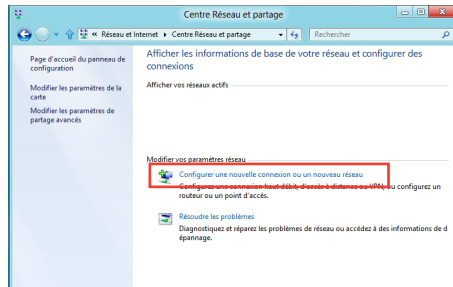 Centre Réseau et partage
« Réseau et Internet ▸ Centre Réseau et partage
Rechercher
Page d'accueil du panneau de
configuration
Modifier les paramètres de la
carte
Modifier les paramètres de
partage avancés
Afficher les informations de base de votre réseau et configurer des
connexions
Afficher vos réseaux actifs
Modifier vos paramètres réseau
Configurer une nouvelle connexion ou un nouveau réseau
Configurez une connexion haut débit, d'accès à distance ou VPN, ou configurez un
routeur ou un point d'accès.
Résoudre les problèmes
Diagnostiquez et réparez les problèmes de réseau ou accédez à des informations de d
épannage.